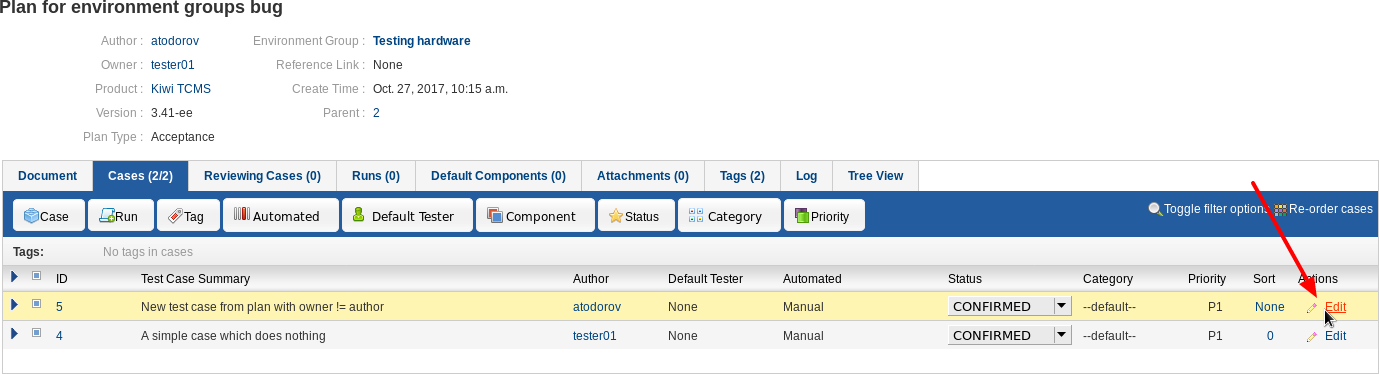 Plan for environment groups bug
Author : atodorov Environment Group : Testing hardware
Owner : tester01 Reference Link : None
Product : Kiwi TCMS Create Time : Oct. 27, 2017, 10:15 a.m.
Version : 3.41-ee Parent : 2
Plan Type : Acceptance
Document Cases (2/2) Reviewing Cases (0) Runs (0) Default Components (0) Attachments (0) Tags (2) Log Tree View
Case Run Tag Automated Default Tester Component Status Category Priority Toggle filter options Re-order cases
Tags: No tags in cases
ID Test Case Summary Author Default Tester Automated Status Category Priority Sort Actions
5 New test case from plan with owner != author atodorov None Manual CONFIRMED --default-- P1 None Edit
4 A simple case which does nothing tester01 None Manual CONFIRMED --default-- P1 0 Edit